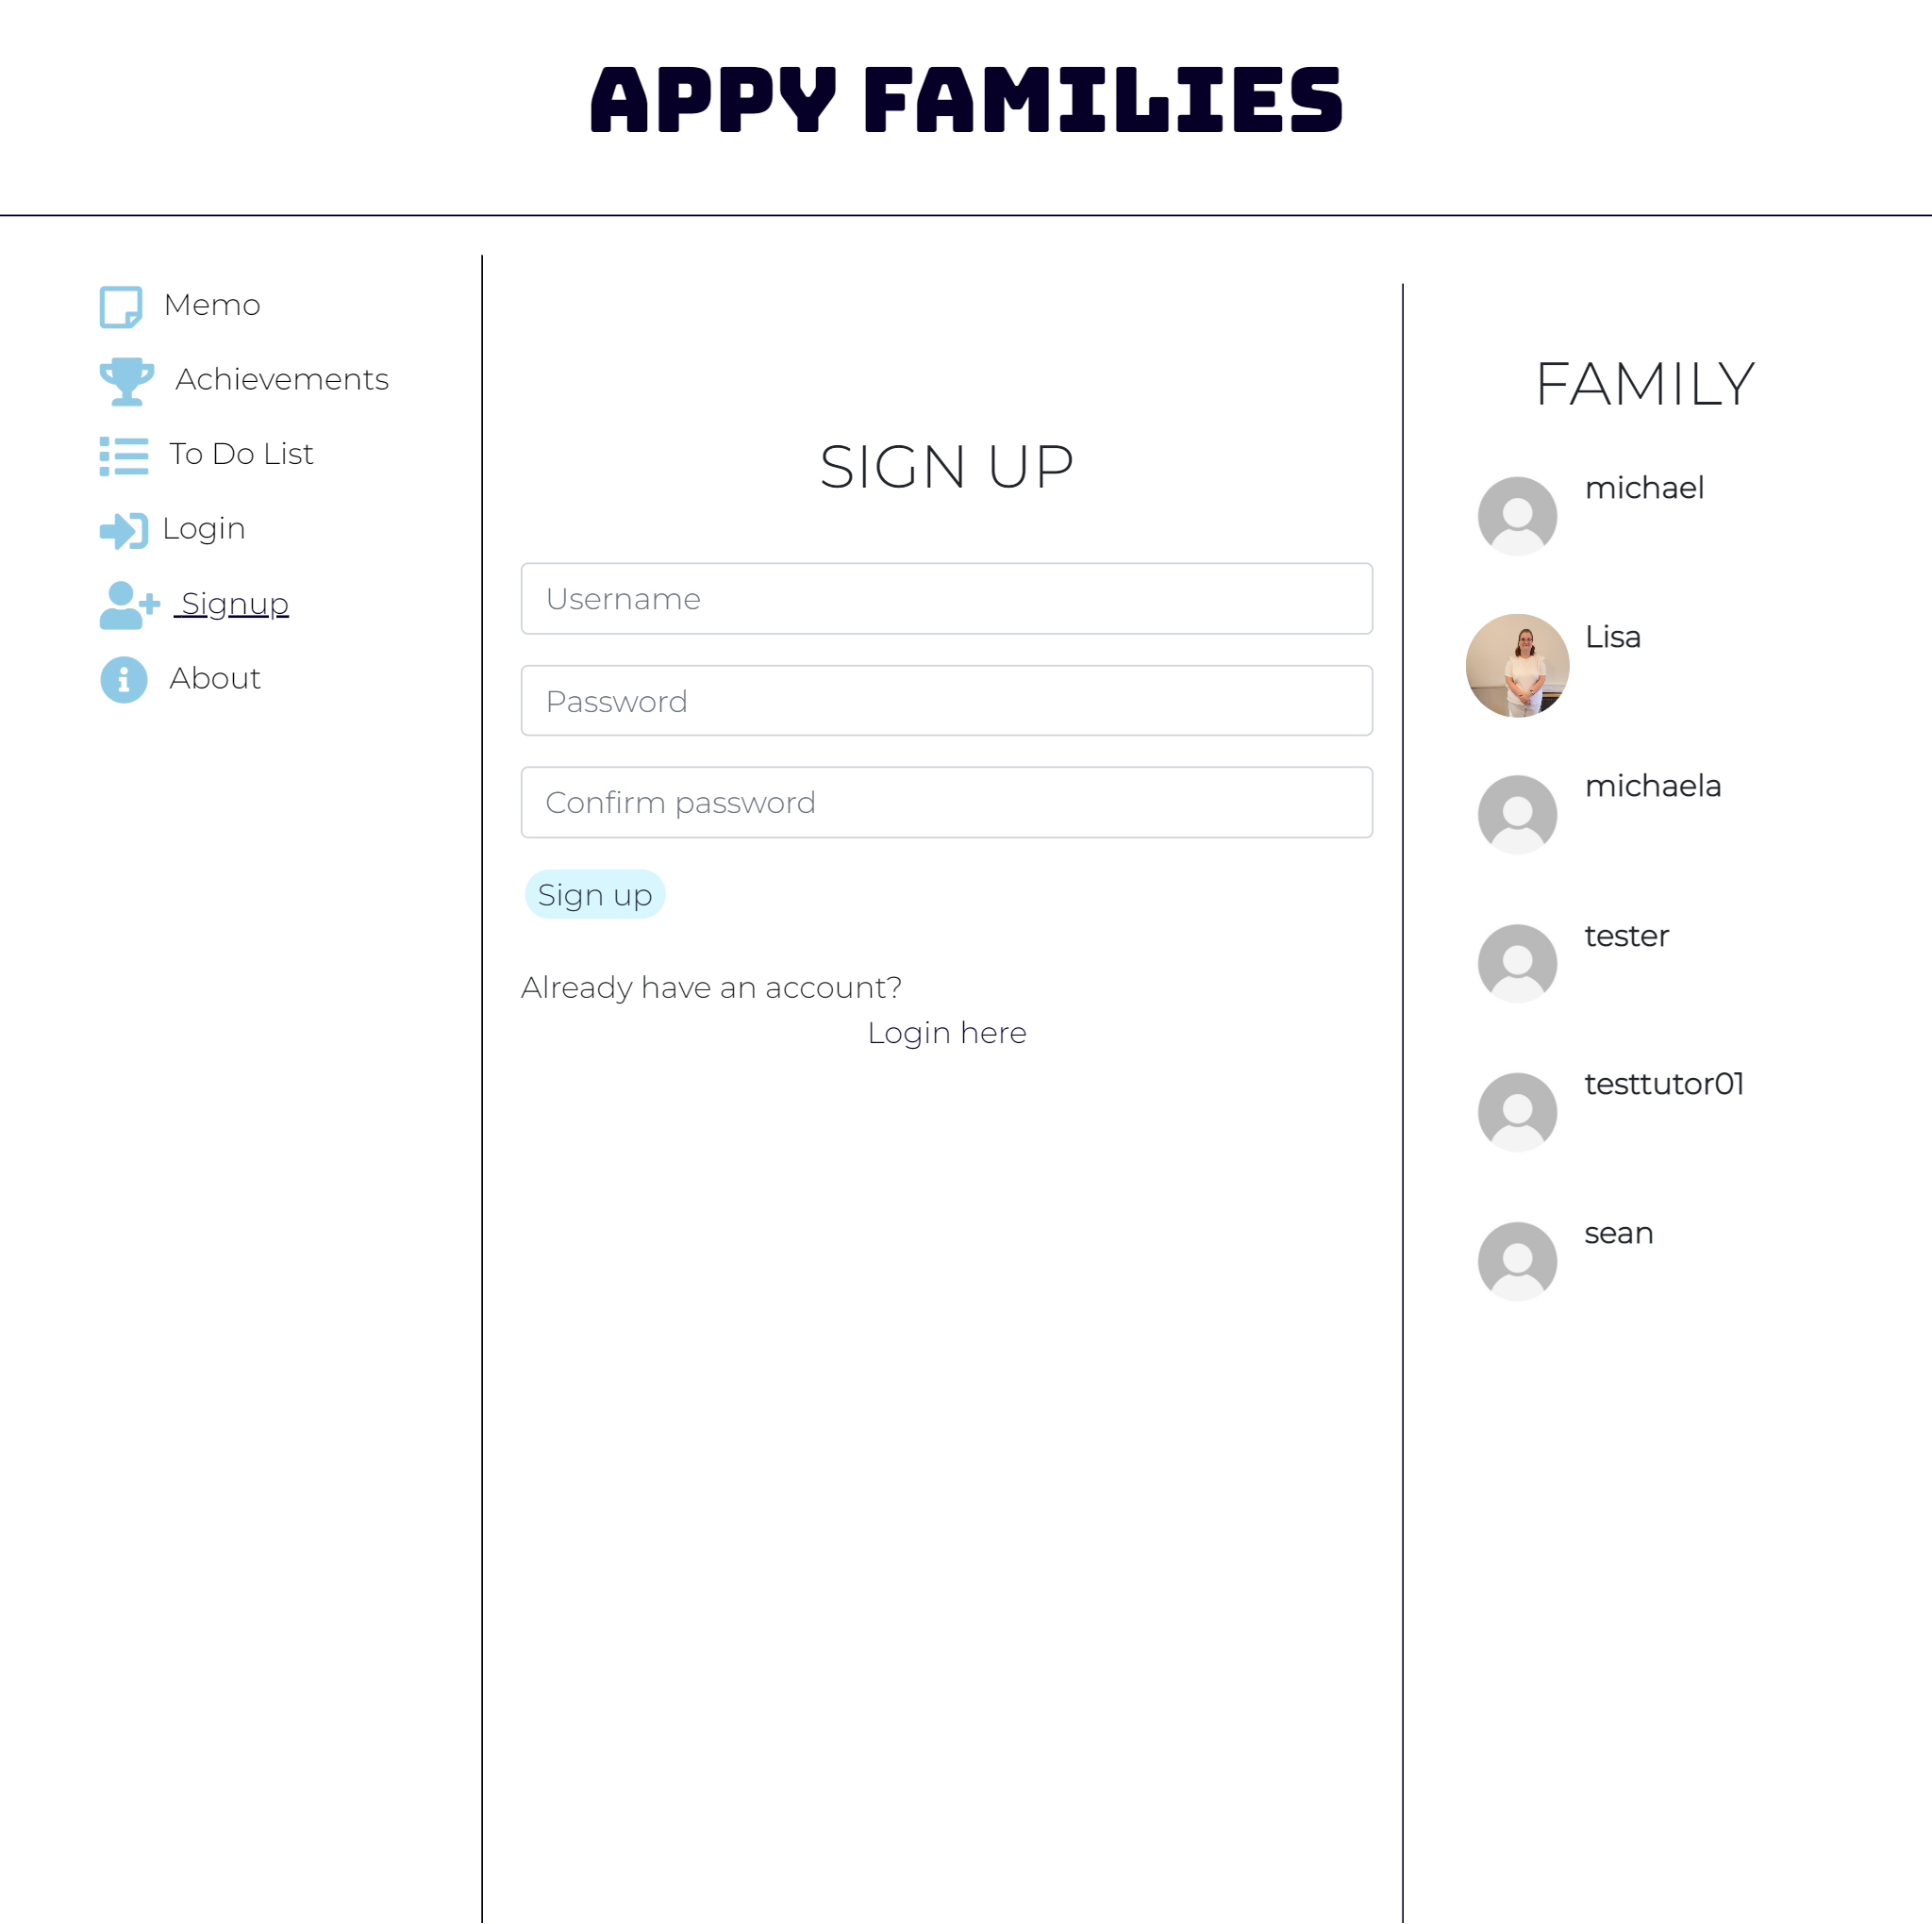 APPY FAMILIES
Memo
Achievements
To Do List
Login
Signup
About
SIGN UP
Username
Password
Confirm password
Sign up
Already have an account?
Login here
FAMILY
michael
Lisa
michaela
tester
testtutor01
sean